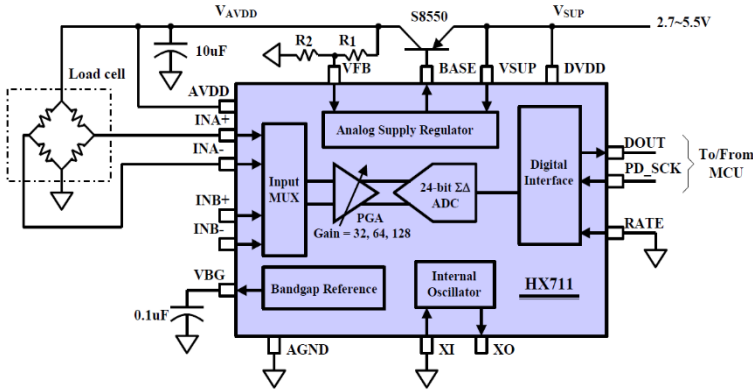 V_AVDD
S8550
V_SUP
2.7~5.5V
R2
R1
10uF
Load cell
VFB
BASE
VSUP
DVDD
AVDD
INA+
INA-
INB+
INB-
VBG
0.1uF
Analog Supply Regulator
Input
MUX
PGA
Gain = 32, 64, 128
24-bit ΣΔ
ADC
Digital
Interface
DOUT
PD_SCK
To/From
MCU
RATE
Bandgap Reference
Internal
Oscillator
HX711
AGND
XI
XO